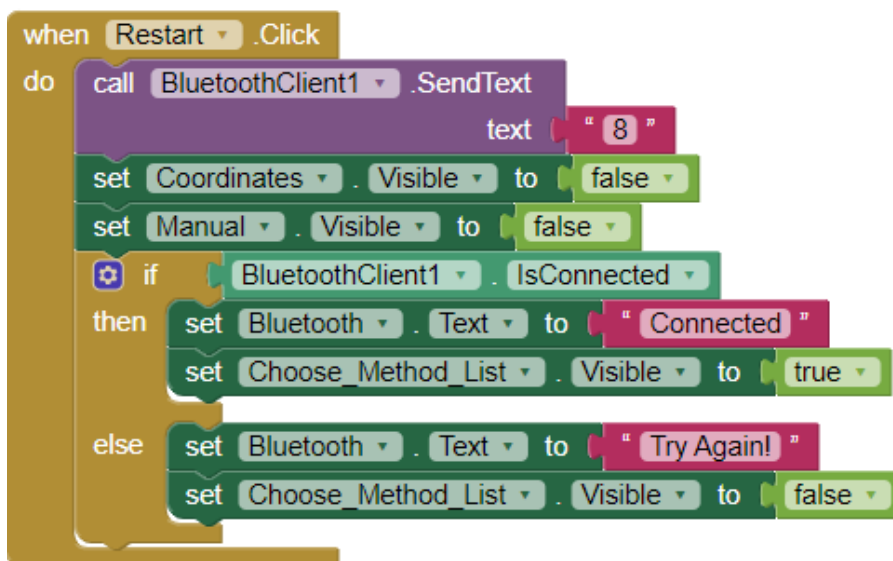 when Restart .Click
do call BluetoothClient1 .SendText
text " 8 "
set Coordinates . Visible to false
set Manual . Visible to false
if BluetoothClient1 . IsConnected
then set Bluetooth . Text to " Connected "
set Choose_Method_List . Visible to true
else set Bluetooth . Text to " Try Again! "
set Choose_Method_List . Visible to false